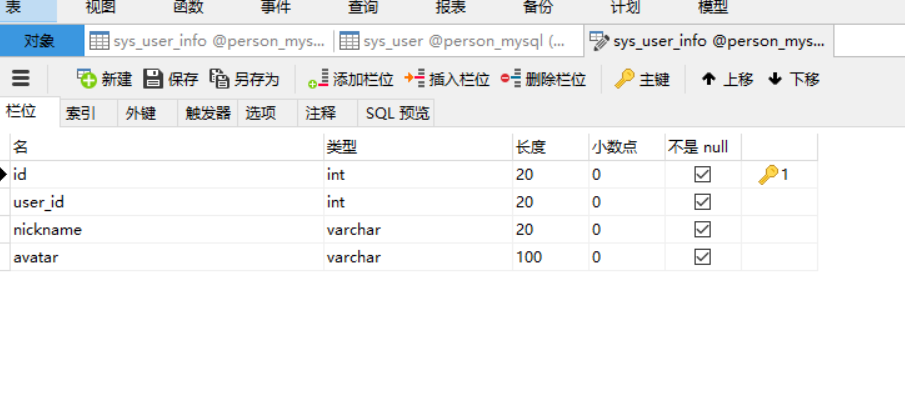 表 视图 函数 事件 查询 报表 备份 计划 模型
对象 sys_user_info @person_mys... sys_user @person_mysql (... sys_user_info @person_mys...
新建 保存 另存为 添加栏位 插入栏位 删除栏位 主键 上移 下移
栏位 索引 外键 触发器 选项 注释 SQL 预览
名 类型 长度 小数点 不是 null
id int 20 0 1
user_id int 20 0
nickname varchar 20 0
avatar varchar 100 0